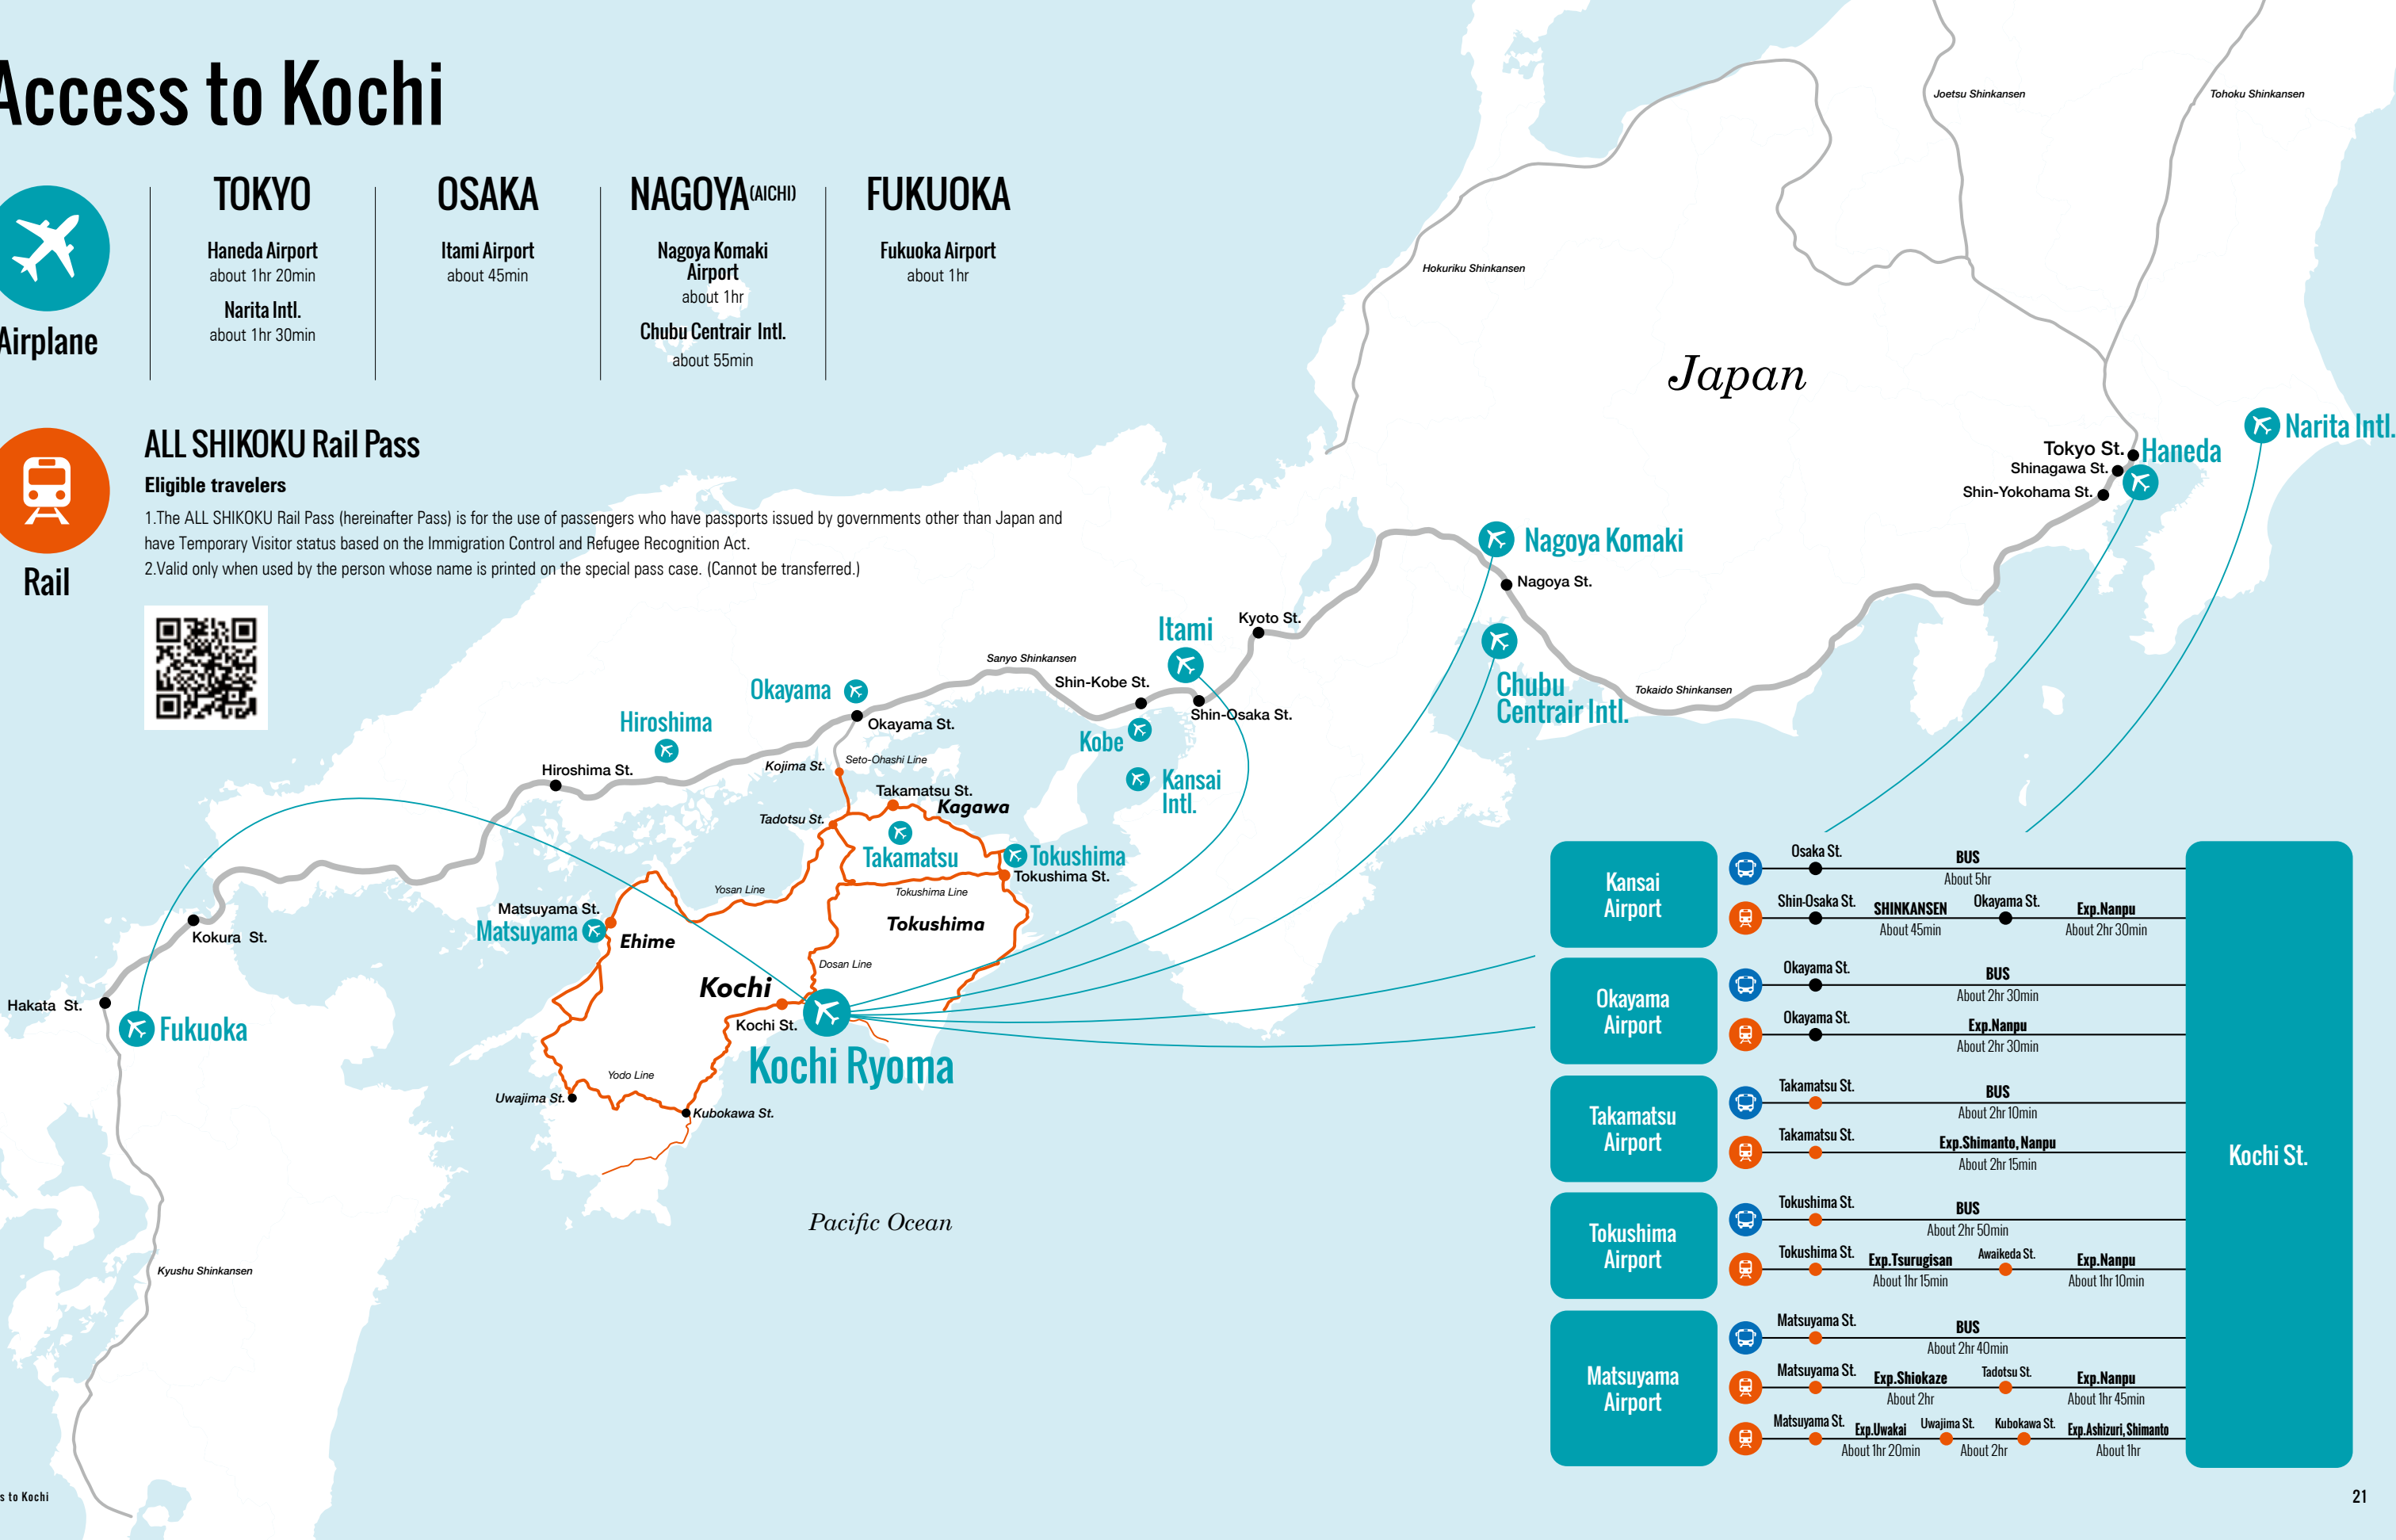 Access to Kochi
Airplane
TOKYO
Haneda Airport
about 1hr 20min
Narita Intl.
about 1hr 30min
OSAKA
Itami Airport
about 45min
NAGOYA(AICHI)
Nagoya Komaki
Airport
about 1hr
Chubu Centrair Intl.
about 55min
FUKUOKA
Fukuoka Airport
about 1hr
Rail
ALL SHIKOKU Rail Pass
Eligible travelers
1.The ALL SHIKOKU Rail Pass (hereinafter Pass) is for the use of passengers who have passports issued by governments other than Japan and
have Temporary Visitor status based on the Immigration Control and Refugee Recognition Act.
2.Valid only when used by the person whose name is printed on the special pass case. (Cannot be transferred.)
Joetsu Shinkansen
Tohoku Shinkansen
Hokuriku Shinkansen
Japan
Narita Intl.
Tokyo St.
Haneda
Shinagawa St.
Shin-Yokohama St.
Nagoya Komaki
Nagoya St.
Chubu
Centrair Intl.
Tokaido Shinkansen
Kyoto St.
Itami
Sanyo Shinkansen
Shin-Kobe St.
Shin-Osaka St.
Kobe
Kansai
Intl.
Okayama
Okayama St.
Hiroshima
Hiroshima St.
Kojima St.
Seto-Ohashi Line
Takamatsu St.
Kagawa
Tadotsu St.
Takamatsu
Tokushima
Tokushima St.
Yosan Line
Tokushima Line
Matsuyama St.
Matsuyama
Ehime
Tokushima
Dosan Line
Kochi
Kochi St.
Kochi Ryoma
Kokura St.
Hakata St.
Fukuoka
Yodo Line
Uwajima St.
Kubokawa St.
Pacific Ocean
Kyushu Shinkansen
Kansai
Airport
Osaka St.
BUS
About 5hr
Shin-Osaka St.
SHINKANSEN
About 45min
Okayama St.
Exp.Nanpu
About 2hr 30min
Okayama
Airport
Okayama St.
BUS
About 2hr 30min
Okayama St.
Exp.Nanpu
About 2hr 30min
Takamatsu
Airport
Takamatsu St.
BUS
About 2hr 10min
Takamatsu St.
Exp.Shimanto, Nanpu
About 2hr 15min
Tokushima
Airport
Tokushima St.
BUS
About 2hr 50min
Tokushima St.
Exp.Tsurugisan
About 1hr 15min
Awaikeda St.
Exp.Nanpu
About 1hr 10min
Matsuyama
Airport
Matsuyama St.
BUS
About 2hr 40min
Matsuyama St.
Exp.Shiokaze
About 2hr
Tadotsu St.
Exp.Nanpu
About 1hr 45min
Matsuyama St.
Exp.Uwakai
About 1hr 20min
Uwajima St.
About 2hr
Kubokawa St.
Exp.Ashizuri, Shimanto
About 1hr
Kochi St.
s to Kochi
21